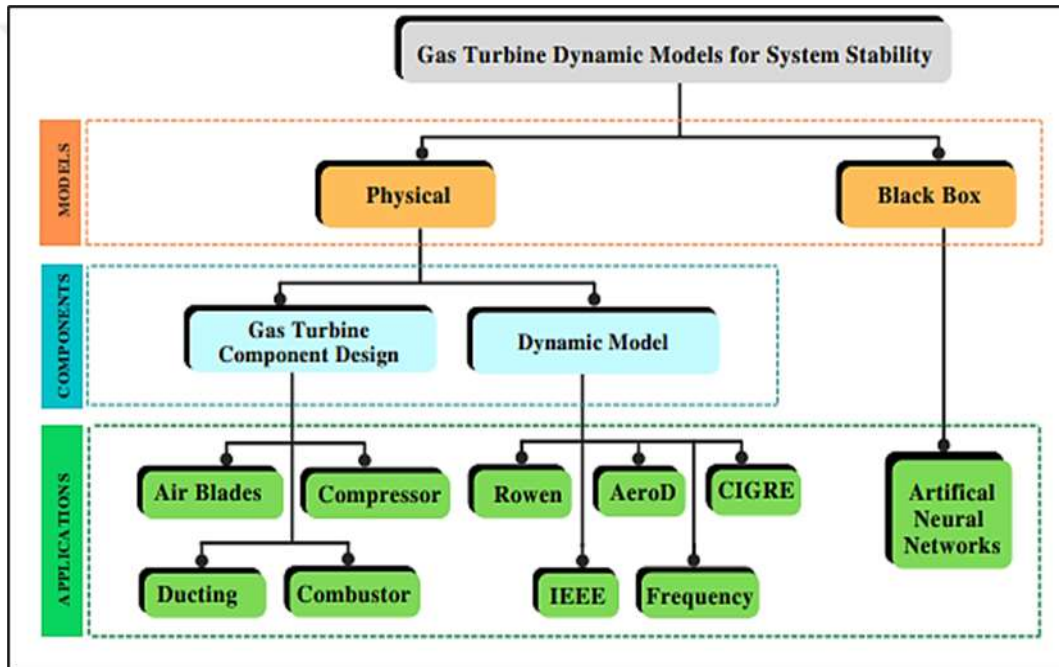 Gas Turbine Dynamic Models for System Stability
MODELS
Physical
Black Box
COMPONENTS
Gas Turbine
Component Design
Dynamic Model
APPLICATIONS
Air Blades
Compressor
Rowen
AeroD
CIGRE
Artifical
Neural
Networks
Ducting
Combustor
IEEE
Frequency